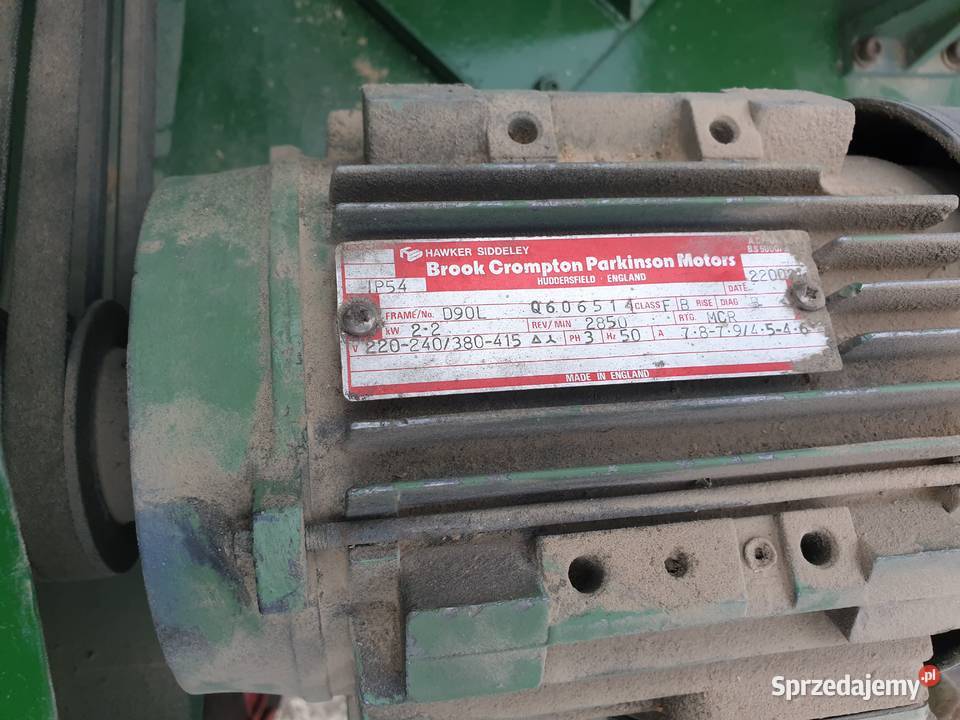 HAWKER SIDDELEY
Brook Crompton Parkinson Motors
HUDDERSFIELD · ENGLAND
IP54
DATE
FRAME/No. D90L Q606514 CLASS F B RISE DIAG
kW 2·2 REV/MIN 2850 RTG. MCR
V 220-240/380-415 PH 3 Hz 50 A 7·8-7·9/4·5-4·6
MADE IN ENGLAND
Sprzedajemy.pl